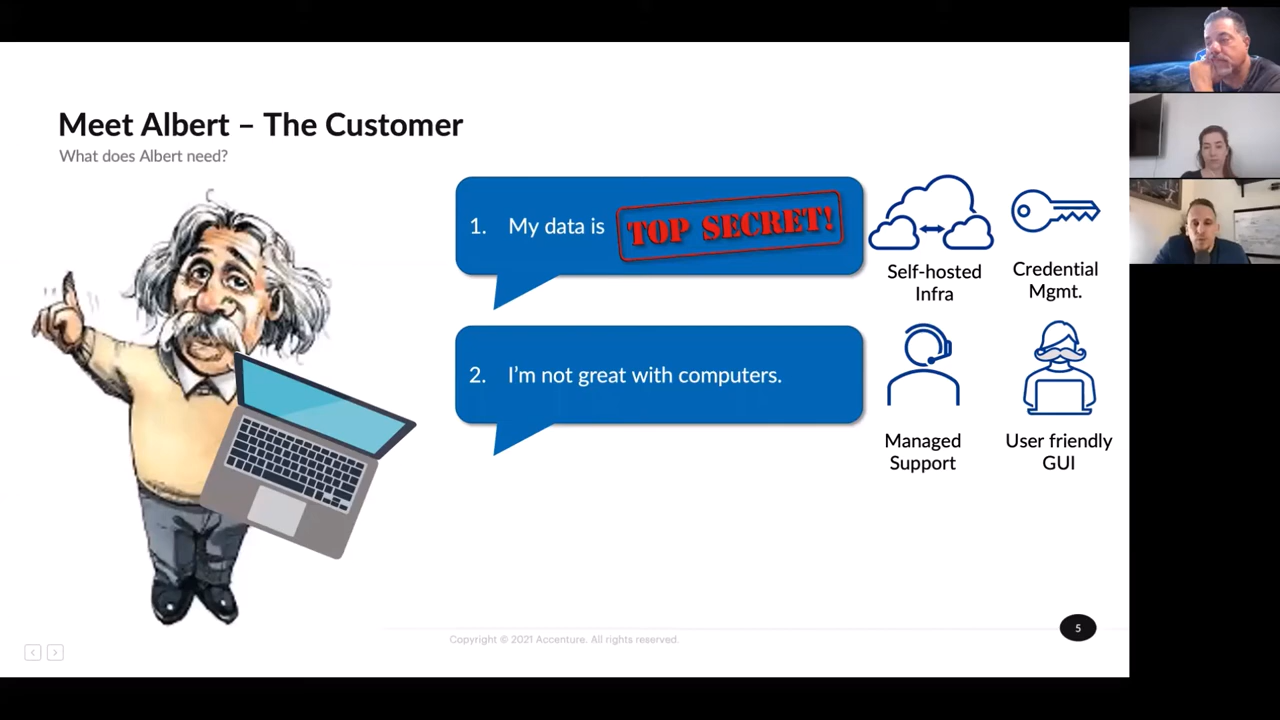 Meet Albert – The Customer
What does Albert need?
1. My data is TOP SECRET!
Self-hosted
Infra
Credential
Mgmt.
2. I'm not great with computers.
Managed
Support
User friendly
GUI
Copyright © 2021 Accenture. All rights reserved.
5